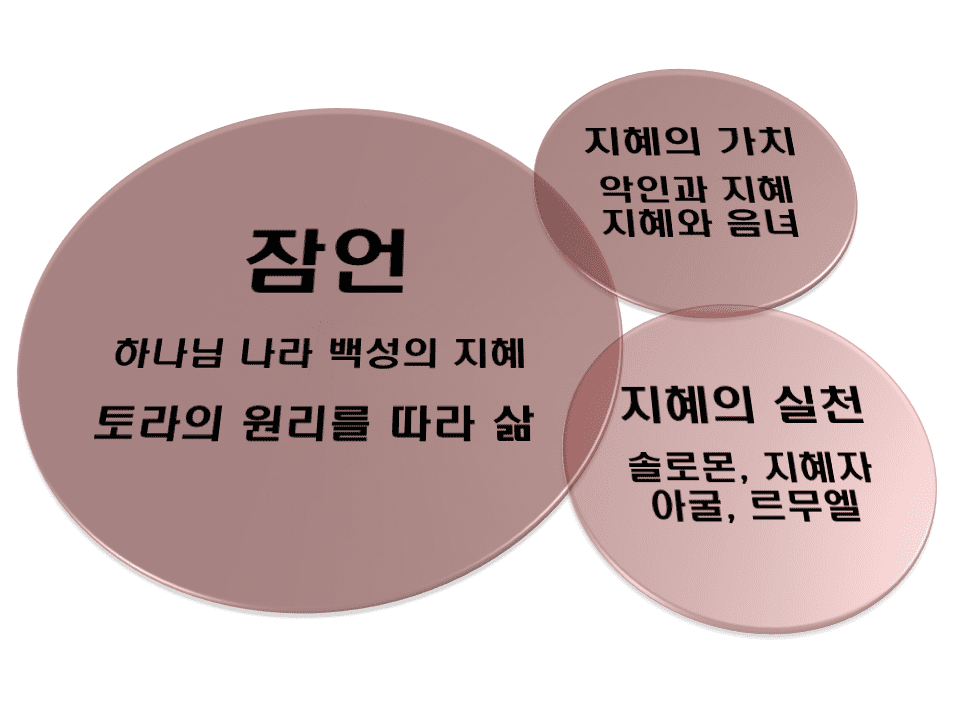 잠언
하나님 나라 백성의 지혜
토라의 원리를 따라 삶
지혜의 가치
악인과 지혜
지혜와 음녀
지혜의 실천
솔로몬, 지혜자
아굴, 르무엘